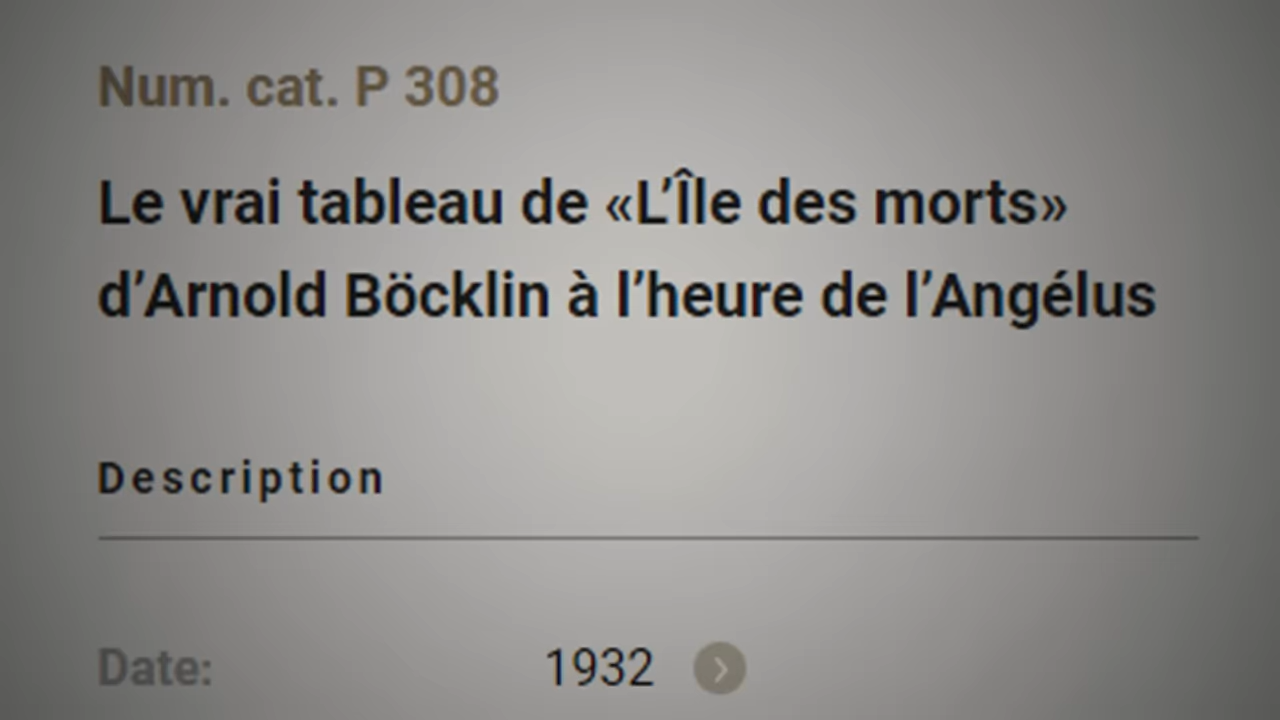 Num. cat. P 308
Le vrai tableau de «L’Île des morts»
d’Arnold Böcklin à l’heure de l’Angélus
Description
Date: 1932